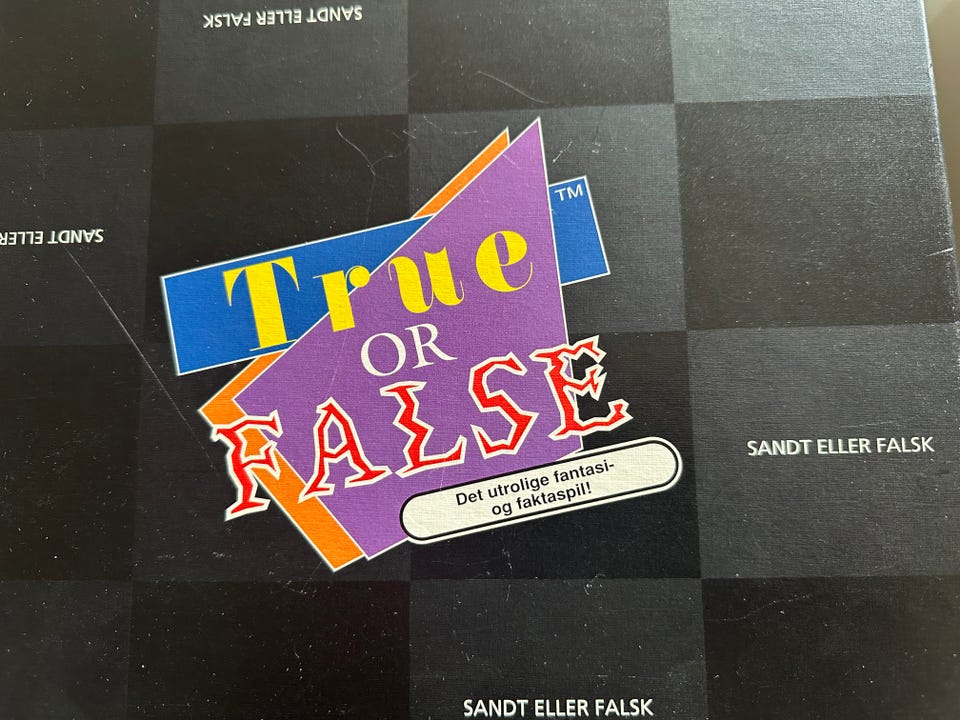 SANDT ELLER FALSK
SANDT ELLER
True
™
OR
FALSE
Det utrolige fantasi-
og faktaspil!
SANDT ELLER FALSK
SANDT ELLER FALSK